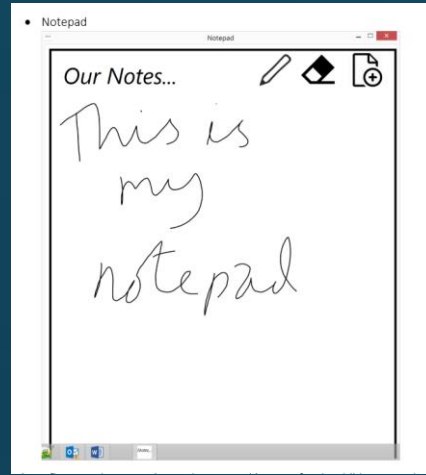 • Notepad
Notepad
Our Notes...
This is
my
notepad